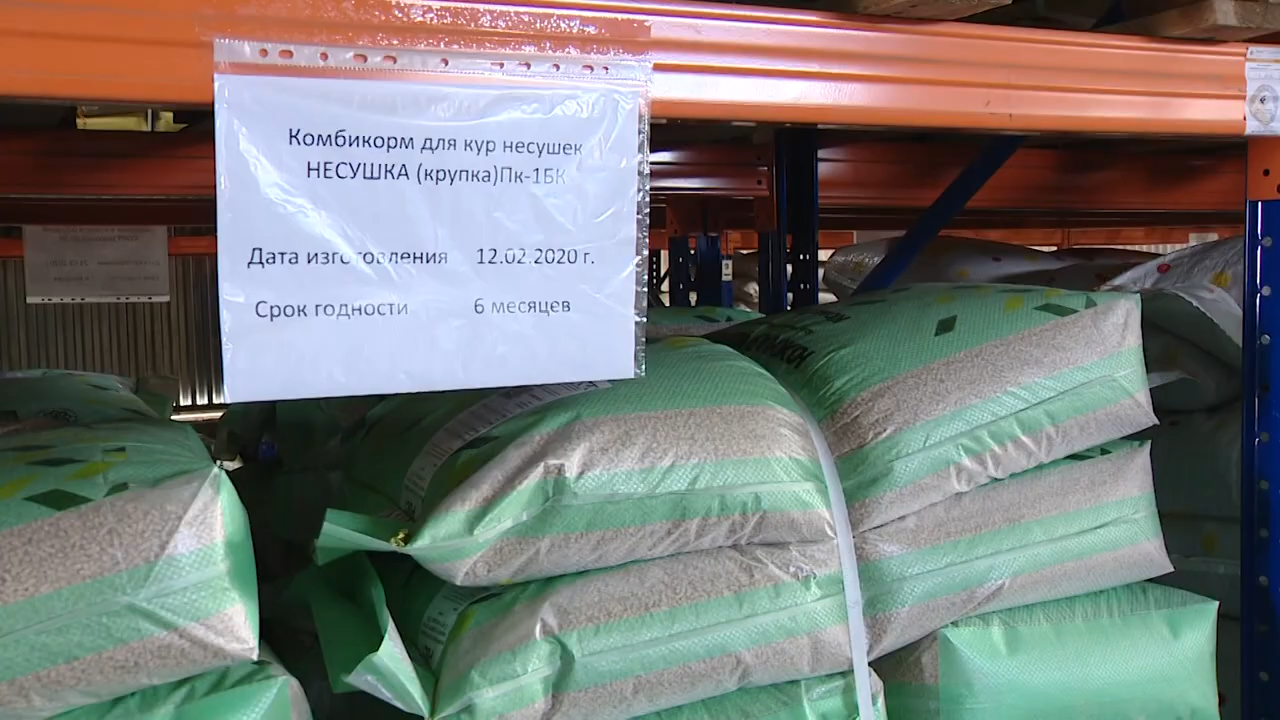 Комбикорм для кур несушек
НЕСУШКА (крупка)Пк-1БК
Дата изготовления 12.02.2020 г.
Срок годности 6 месяцев